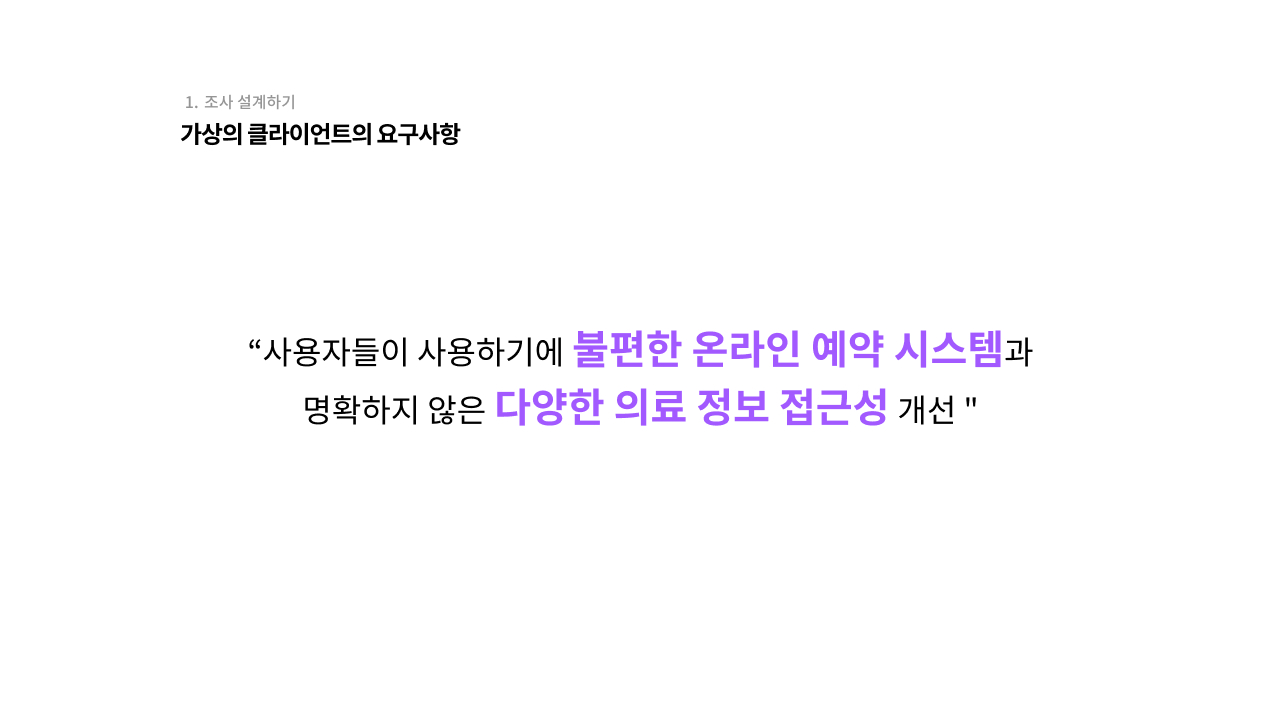 1. 조사 설계하기
가상의 클라이언트의 요구사항
“사용자들이 사용하기에 불편한 온라인 예약 시스템과
명확하지 않은 다양한 의료 정보 접근성 개선 "